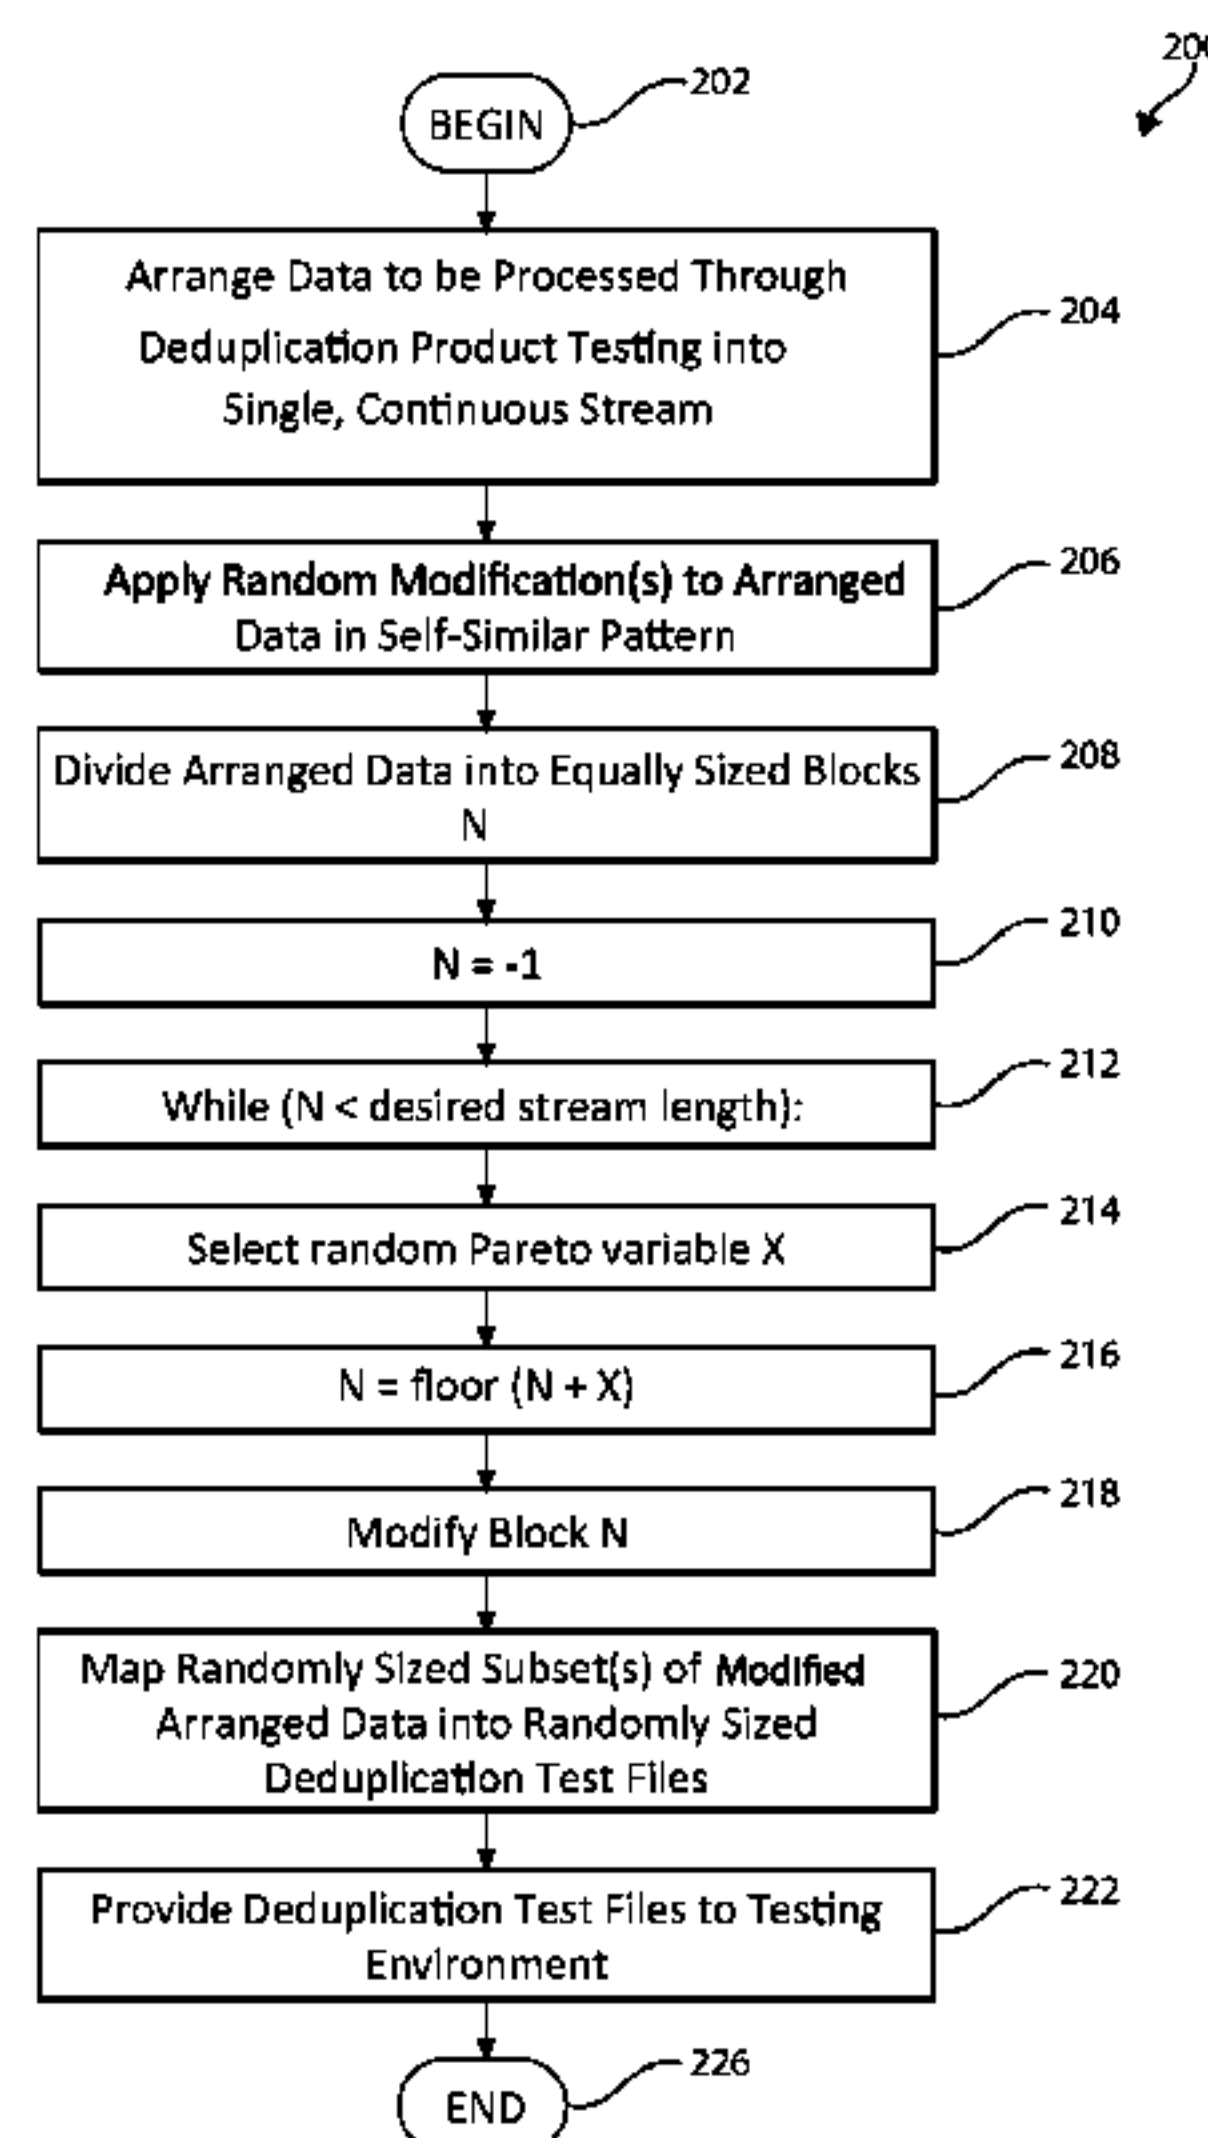 200
BEGIN
202
Arrange Data to be Processed Through
Deduplication Product Testing into
Single, Continuous Stream
204
Apply Random Modification(s) to Arranged
Data in Self-Similar Pattern
206
Divide Arranged Data into Equally Sized Blocks
N
208
N = -1
210
While (N < desired stream length):
212
Select random Pareto variable X
214
N = floor (N + X)
216
Modify Block N
218
Map Randomly Sized Subset(s) of Modified
Arranged Data into Randomly Sized
Deduplication Test Files
220
Provide Deduplication Test Files to Testing
Environment
222
END
226